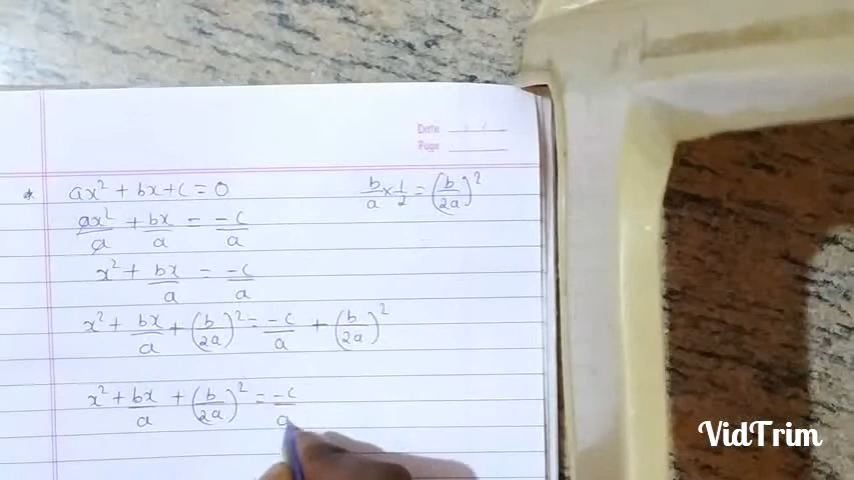 Date
Page
* ax² + bx + c = 0
b/a × 1/2 = (b/2a)²
ax²/a + bx/a = -c/a
x² + bx/a = -c/a
x² + bx/a + (b/2a)² = -c/a + (b/2a)²
x² + bx/a + (b/2a)² = -c/a
VidTrim